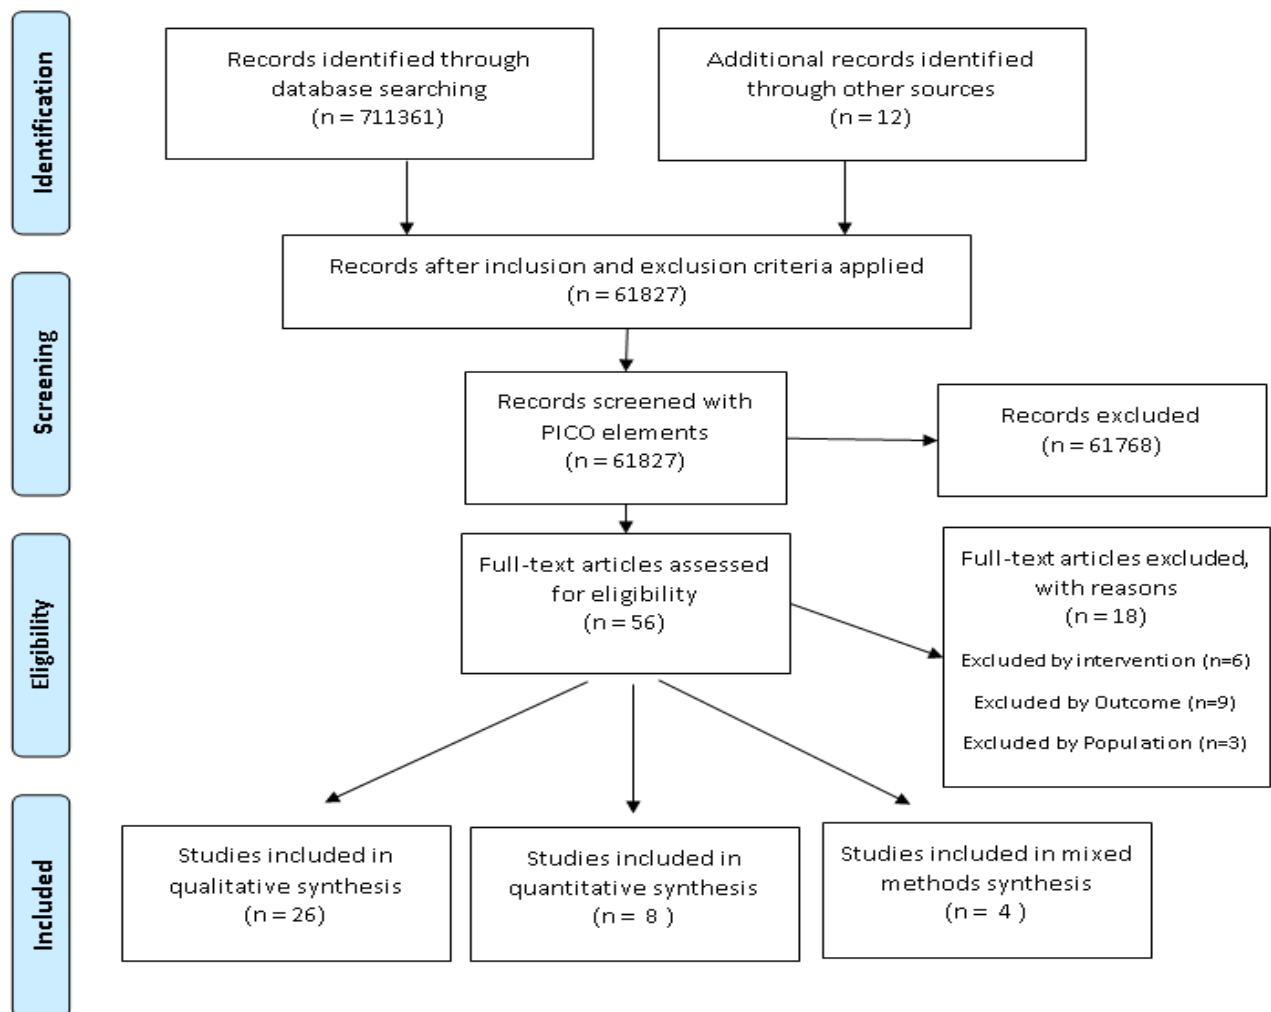 Identification
Records identified through
database searching
(n = 711361)
Additional records identified
through other sources
(n = 12)
Records after inclusion and exclusion criteria applied
(n = 61827)
Screening
Records screened with
PICO elements
(n = 61827)
Records excluded
(n = 61768)
Eligibility
Full-text articles assessed
for eligibility
(n = 56)
Full-text articles excluded,
with reasons
(n = 18)
Excluded by intervention (n=6)
Excluded by Outcome (n=9)
Excluded by Population (n=3)
Included
Studies included in
qualitative synthesis
(n = 26)
Studies included in
quantitative synthesis
(n = 8 )
Studies included in mixed
methods synthesis
(n = 4 )